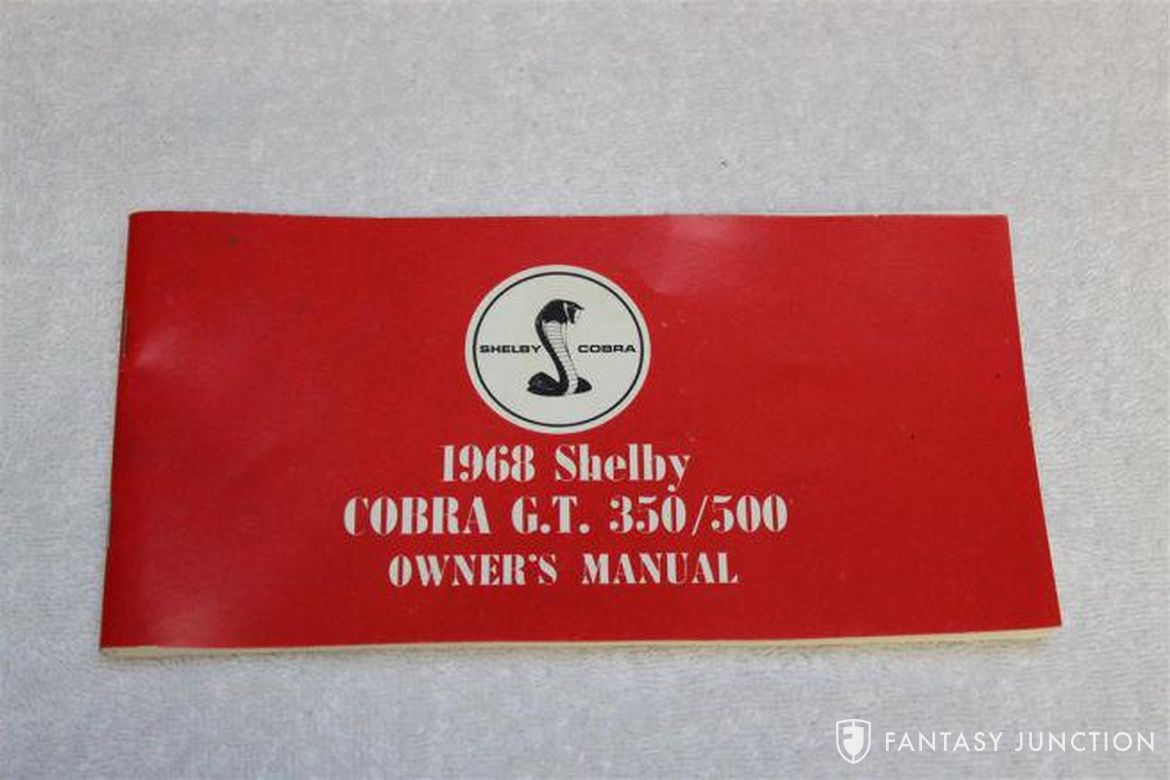 SHELBY COBRA
1968 Shelby
COBRA G.T. 350/500
OWNER'S MANUAL
FANTASY JUNCTION